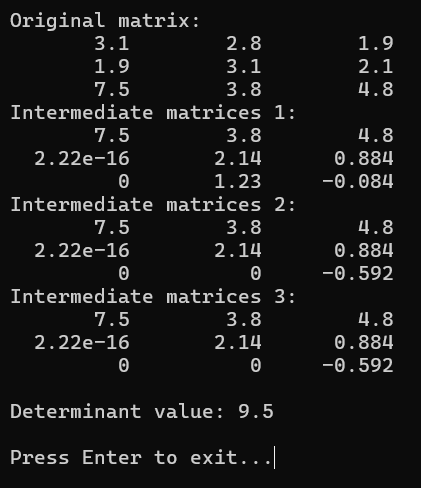 Original matrix:
3.1 2.8 1.9
1.9 3.1 2.1
7.5 3.8 4.8
Intermediate matrices 1:
7.5 3.8 4.8
2.22e-16 2.14 0.884
0 1.23 -0.084
Intermediate matrices 2:
7.5 3.8 4.8
2.22e-16 2.14 0.884
0 0 -0.592
Intermediate matrices 3:
7.5 3.8 4.8
2.22e-16 2.14 0.884
0 0 -0.592
Determinant value: 9.5
Press Enter to exit...